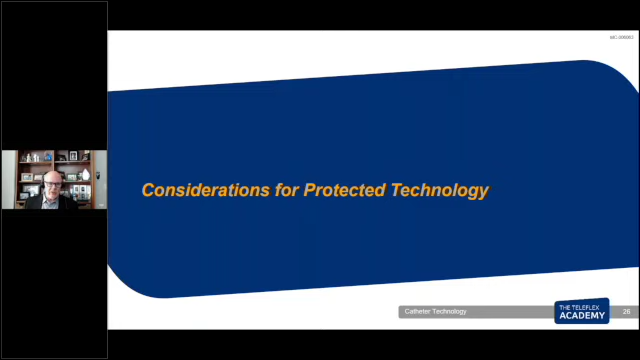 Considerations for Protected Technology
Catheter Technology
THE TELEFLEX
ACADEMY
26